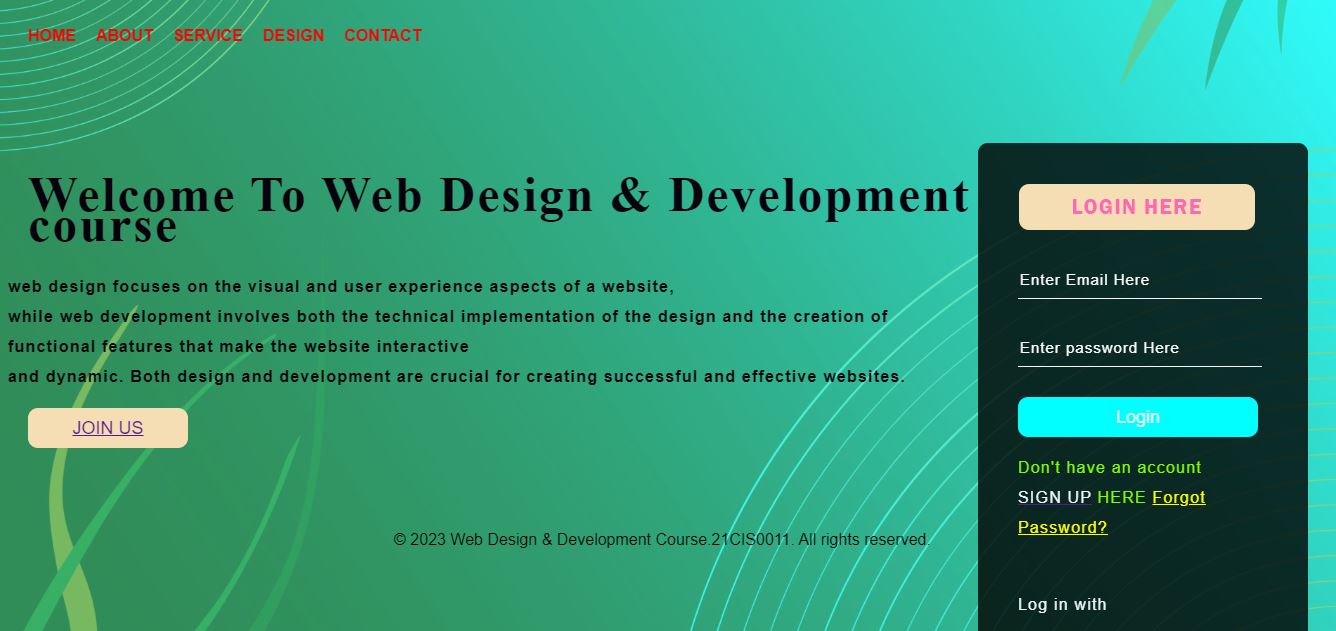 HOME ABOUT SERVICE DESIGN CONTACT
Welcome To Web Design & Development
course
web design focuses on the visual and user experience aspects of a website,
while web development involves both the technical implementation of the design and the creation of
functional features that make the website interactive
and dynamic. Both design and development are crucial for creating successful and effective websites.
JOIN US
© 2023 Web Design & Development Course.21CIS0011. All rights reserved.
LOGIN HERE
Enter Email Here
Enter password Here
Login
Don't have an account
SIGN UP HERE Forgot
Password?
Log in with